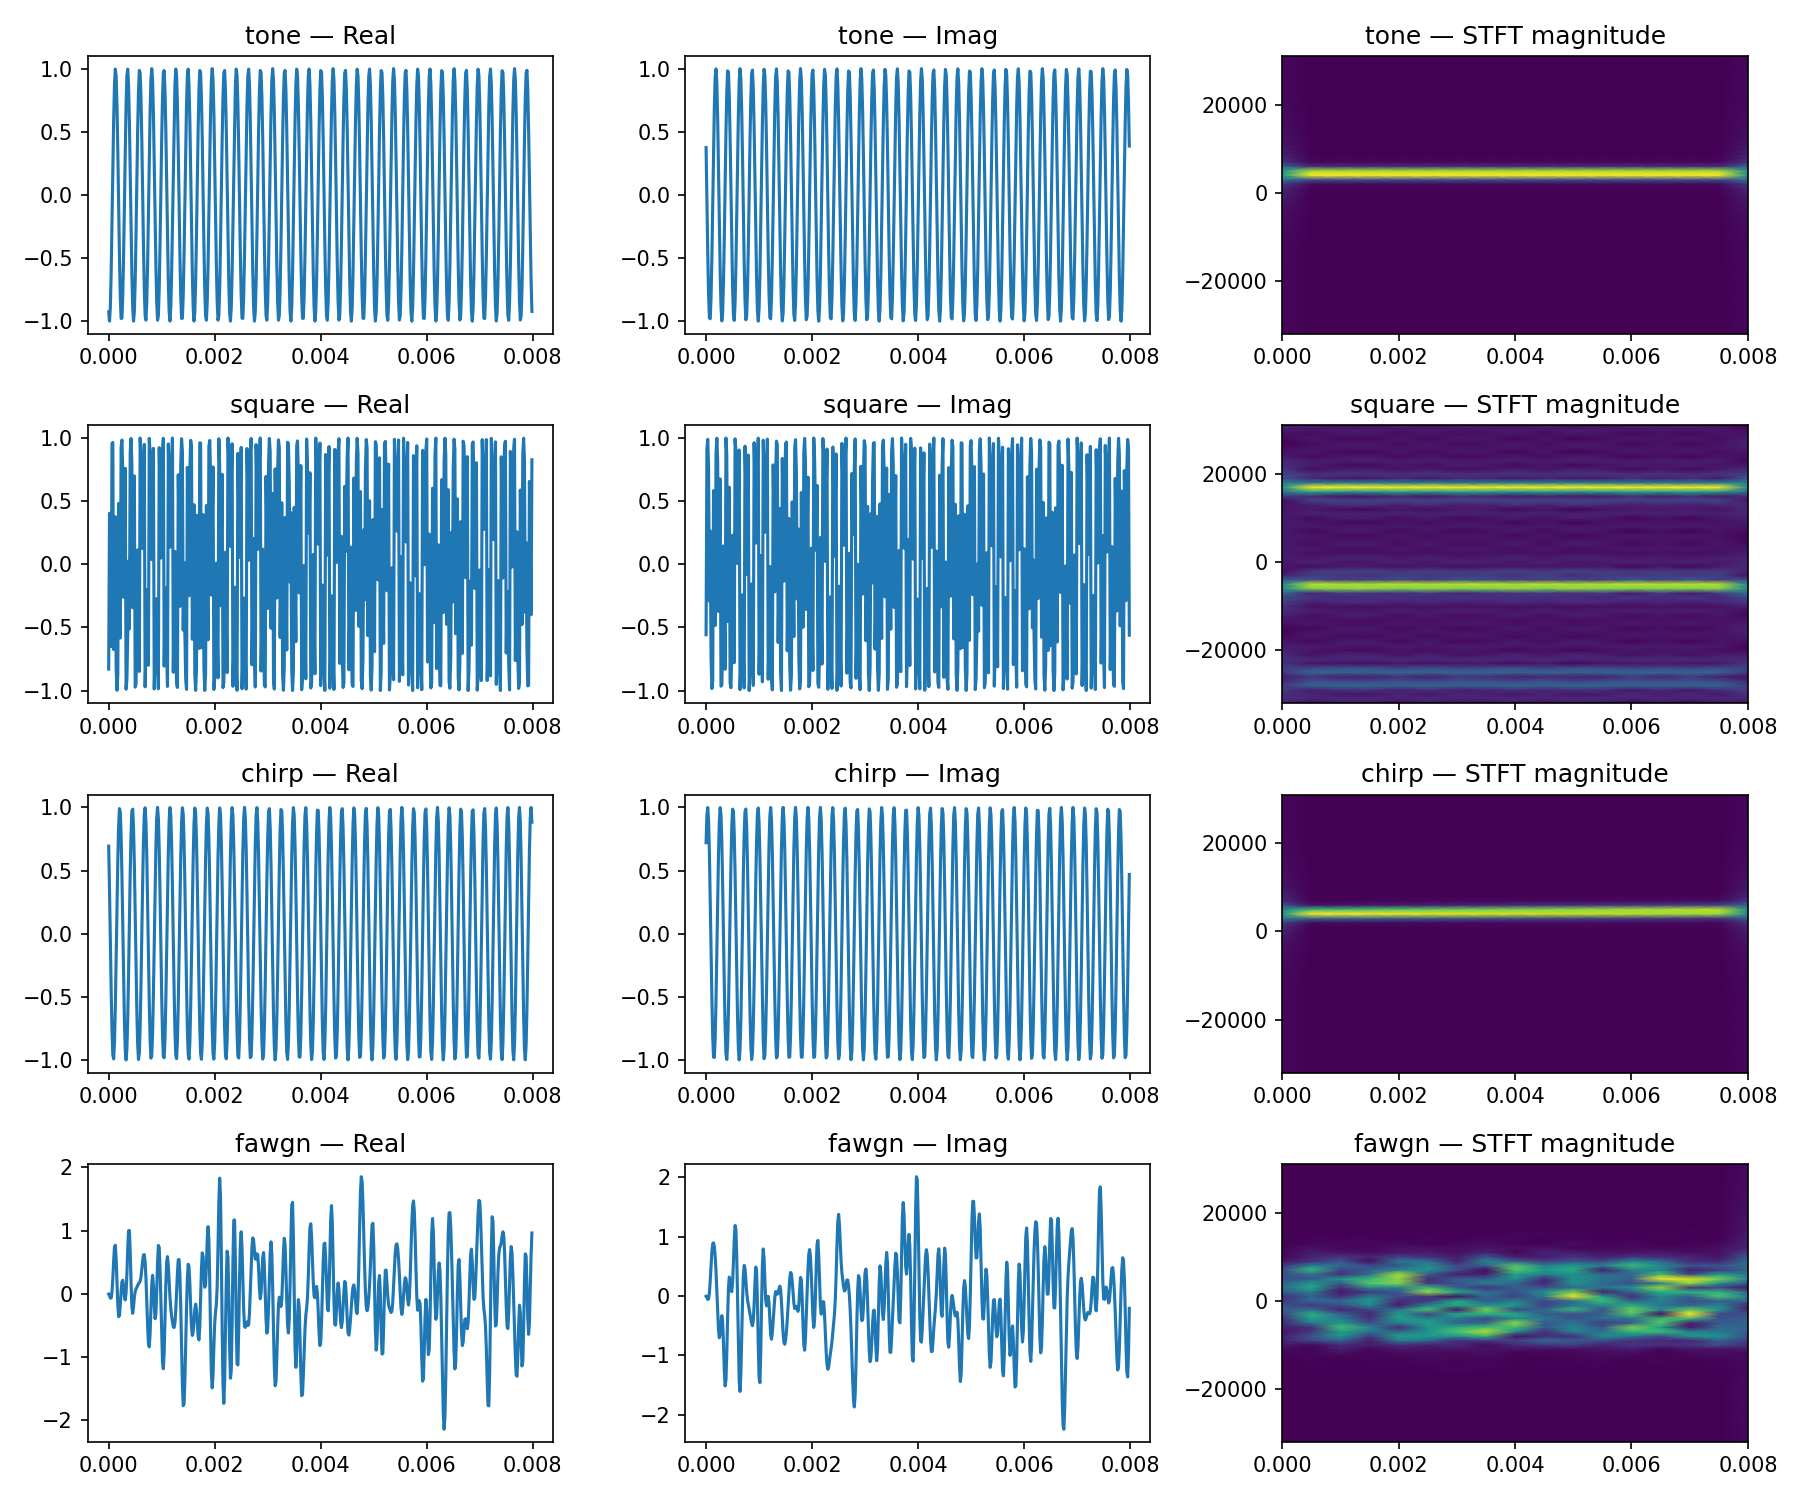 tone — Real
tone — Imag
tone — STFT magnitude
1.0
0.5
0.0
−0.5
−1.0
0.000 0.002 0.004 0.006 0.008
1.0
0.5
0.0
−0.5
−1.0
0.000 0.002 0.004 0.006 0.008
20000
0
−20000
0.000 0.002 0.004 0.006 0.008
square — Real
square — Imag
square — STFT magnitude
1.0
0.5
0.0
−0.5
−1.0
0.000 0.002 0.004 0.006 0.008
1.0
0.5
0.0
−0.5
−1.0
0.000 0.002 0.004 0.006 0.008
20000
0
−20000
0.000 0.002 0.004 0.006 0.008
chirp — Real
chirp — Imag
chirp — STFT magnitude
1.0
0.5
0.0
−0.5
−1.0
0.000 0.002 0.004 0.006 0.008
1.0
0.5
0.0
−0.5
−1.0
0.000 0.002 0.004 0.006 0.008
20000
0
−20000
0.000 0.002 0.004 0.006 0.008
fawgn — Real
fawgn — Imag
fawgn — STFT magnitude
2
1
0
−1
−2
0.000 0.002 0.004 0.006 0.008
2
1
0
−1
−2
0.000 0.002 0.004 0.006 0.008
20000
0
−20000
0.000 0.002 0.004 0.006 0.008